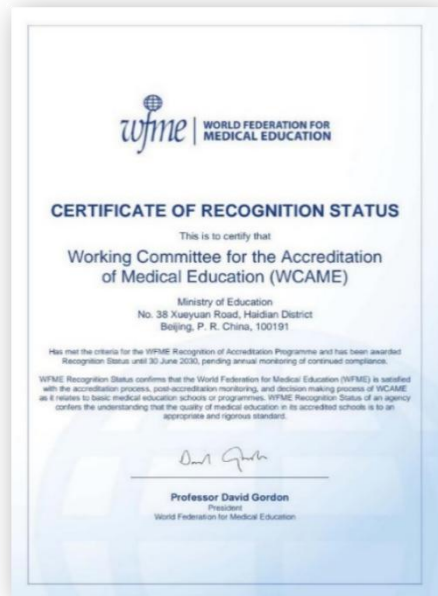 wfme
WORLD FEDERATION FOR
MEDICAL EDUCATION
CERTIFICATE OF RECOGNITION STATUS
This is to certify that
Working Committee for the Accreditation
of Medical Education (WCAME)
Ministry of Education
No. 38 Xueyuan Road, Haidian District
Beijing, P. R. China, 100191
Has met the criteria for the WFME Recognition of Accreditation Programme and has been awarded
Recognition Status until 30 June 2030, pending annual monitoring of continued compliance.
WFME Recognition Status confirms that the World Federation for Medical Education (WFME) is satisfied
with the accreditation process, post-accreditation monitoring, and decision making process of WCAME
as it relates to basic medical education schools or programmes. WFME Recognition Status of an agency
confers the understanding that the quality of medical education in its accredited schools is to an
appropriate and rigorous standard.
Professor David Gordon
President
World Federation for Medical Education